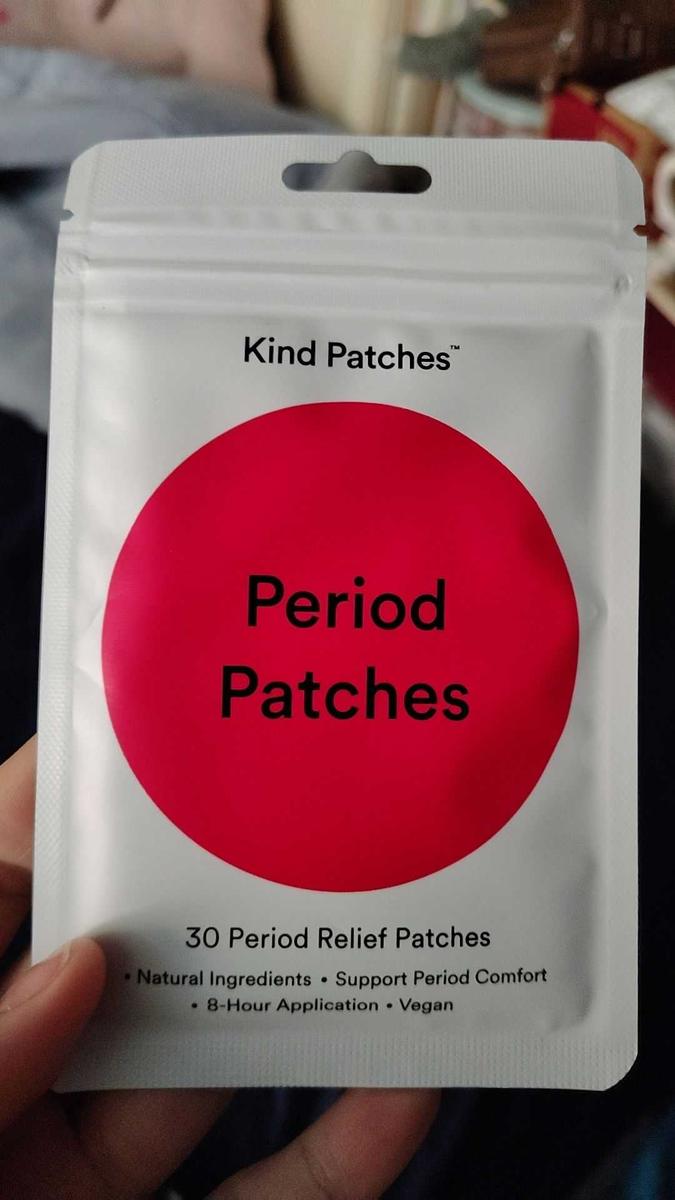 Kind Patches™
Period
Patches
30 Period Relief Patches
• Natural Ingredients • Support Period Comfort
• 8-Hour Application • Vegan